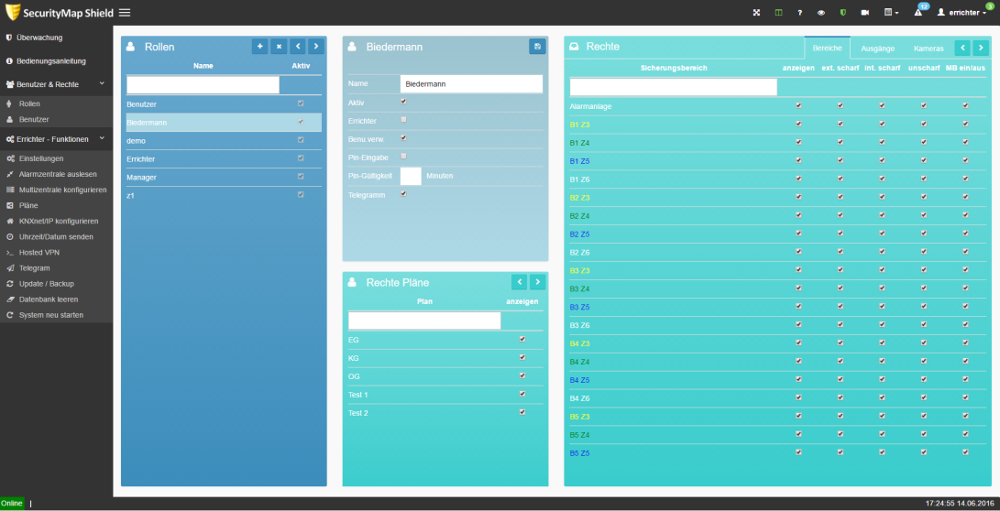 SecurityMap Shield
?
12
errichter
9
Überwachung
Bedienungsanleitung
Benutzer & Rechte
Rollen
Benutzer
Errichter - Funktionen
Einstellungen
Alarmzentrale auslesen
Multizentrale konfigurieren
Pläne
KNXnet/IP konfigurieren
Uhrzeit/Datum senden
Hosted VPN
Telegram
Update / Backup
Datenbank leeren
System neu starten
Rollen
Name Aktiv
Benutzer
Biedermann
demo
Errichter
Manager
z1
Biedermann
Name Biedermann
Aktiv
Errichter
Benu.verw.
Pin-Eingabe
Pin-Gültigkeit Minuten
Telegramm
Rechte Pläne
Plan anzeigen
EG
KG
OG
Test 1
Test 2
Rechte Bereiche Ausgänge Kameras
Sicherungsbereich anzeigen ext. scharf int. scharf unscharf MB ein/aus
Alarmanlage
B1 Z3
B1 Z4
B1 Z5
B1 Z6
B2 Z3
B2 Z4
B2 Z5
B2 Z6
B3 Z3
B3 Z4
B3 Z5
B3 Z6
B4 Z3
B4 Z4
B4 Z5
B4 Z6
B5 Z3
B5 Z4
B5 Z5
Online |
17:24:55 14.06.2016